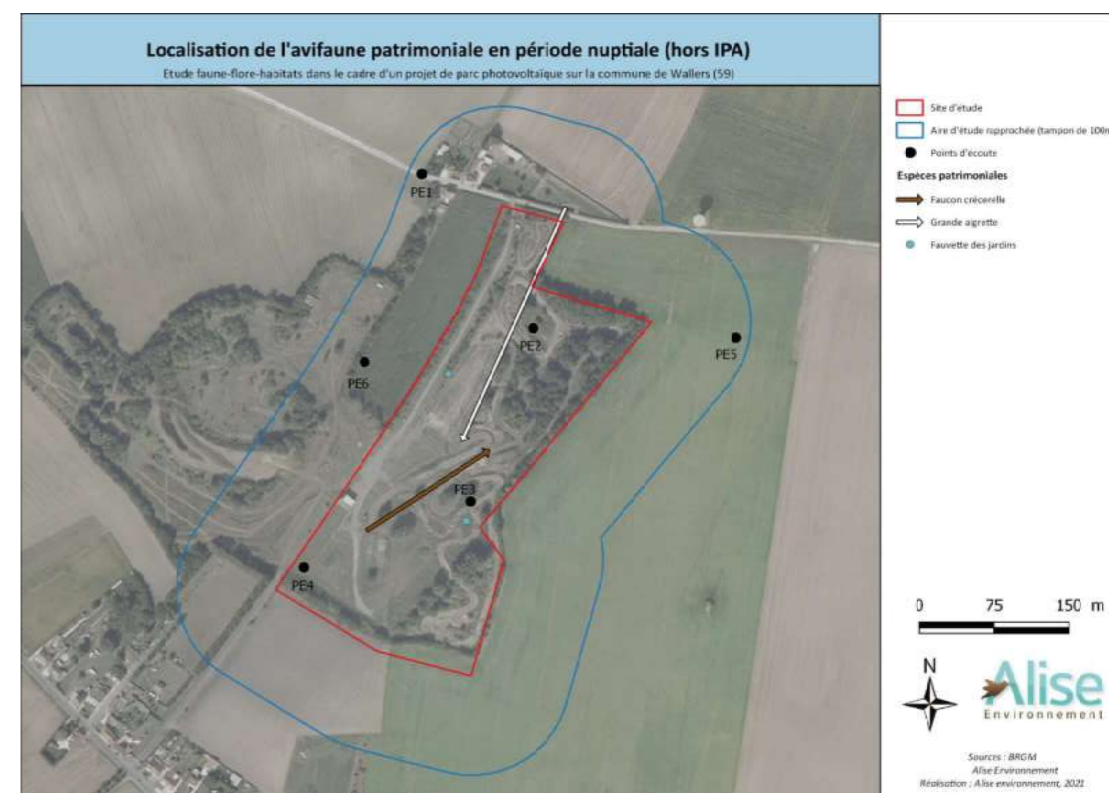 Localisation de l'avifaune patrimoniale en période nuptiale (hors IPA)
Etude faune-flore-habitats dans le cadre d'un projet de parc photovoltaïque sur la commune de Wallers (59)
Site d'étude
Aire d'étude rapprochée (tampon de 100m
Points d'écoute
Espèces patrimoniales
Faucon crécerelle
Grande aigrette
Fauvette des jardins
PE1
PE2
PE5
PE6
PE3
PE4
0 75 150 m
N
Alise
Environnement
Sources : BRGM
Alise Environnement
Réalisation : Alise environnement, 2021